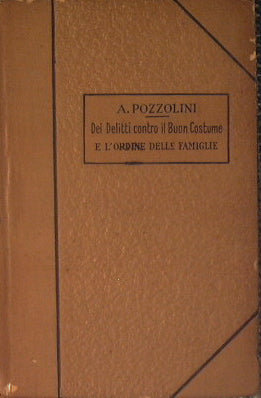 A. POZZOLINI
Dei Delitti contro il Buon Costume
E L'ORDINE DELLE FAMIGLIE